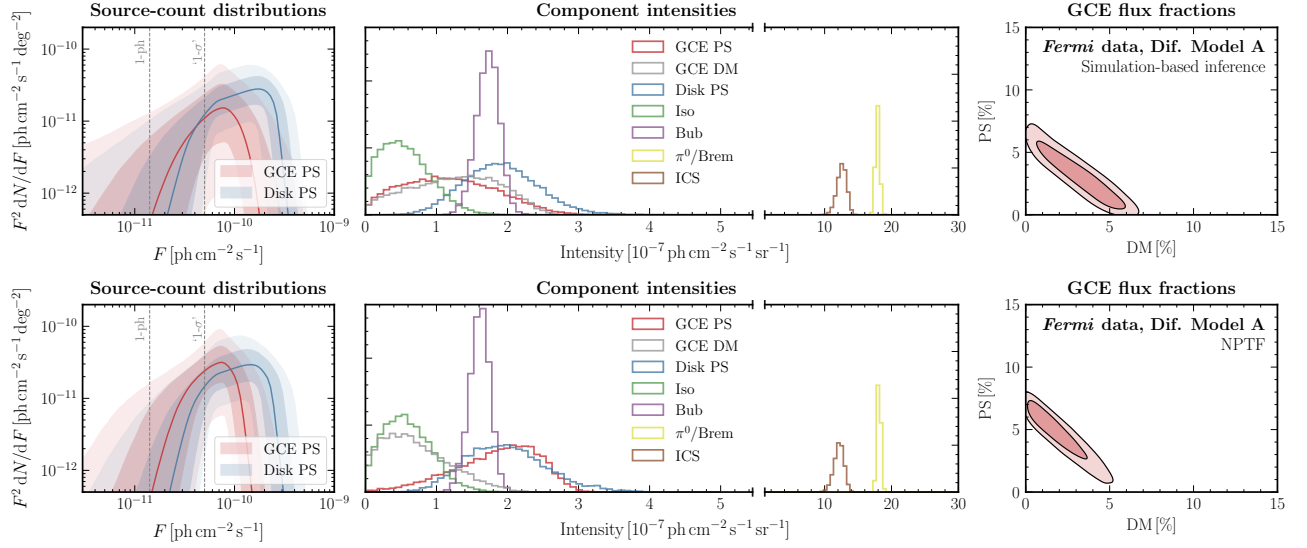 Source-count distributions
Component intensities
GCE flux fractions
F² dN/dF [ph cm⁻² s⁻¹ deg⁻²]
10⁻¹⁰
10⁻¹¹
10⁻¹²
1-ph
'1-σ'
GCE PS
Disk PS
10⁻¹¹
10⁻¹⁰
10⁻⁹
F [ph cm⁻² s⁻¹]
GCE PS
GCE DM
Disk PS
Iso
Bub
π⁰/Brem
ICS
0
1
2
3
4
5
10
20
30
Intensity [10⁻⁷ ph cm⁻² s⁻¹ sr⁻¹]
Fermi data, Dif. Model A
Simulation-based inference
PS [%]
15
10
5
0
0
5
10
15
DM [%]
Source-count distributions
Component intensities
GCE flux fractions
F² dN/dF [ph cm⁻² s⁻¹ deg⁻²]
10⁻¹⁰
10⁻¹¹
10⁻¹²
1-ph
'1-σ'
GCE PS
Disk PS
10⁻¹¹
10⁻¹⁰
10⁻⁹
F [ph cm⁻² s⁻¹]
GCE PS
GCE DM
Disk PS
Iso
Bub
π⁰/Brem
ICS
0
1
2
3
4
5
10
20
30
Intensity [10⁻⁷ ph cm⁻² s⁻¹ sr⁻¹]
Fermi data, Dif. Model A
NPTF
PS [%]
15
10
5
0
0
5
10
15
DM [%]